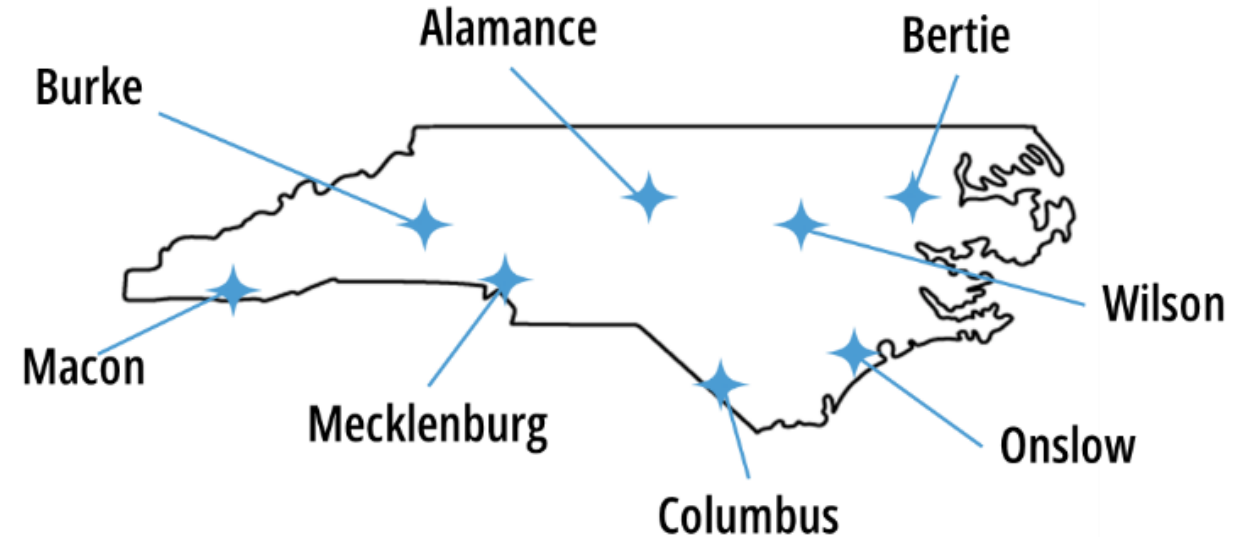 Alamance
Bertie
Burke
Wilson
Macon
Mecklenburg
Onslow
Columbus